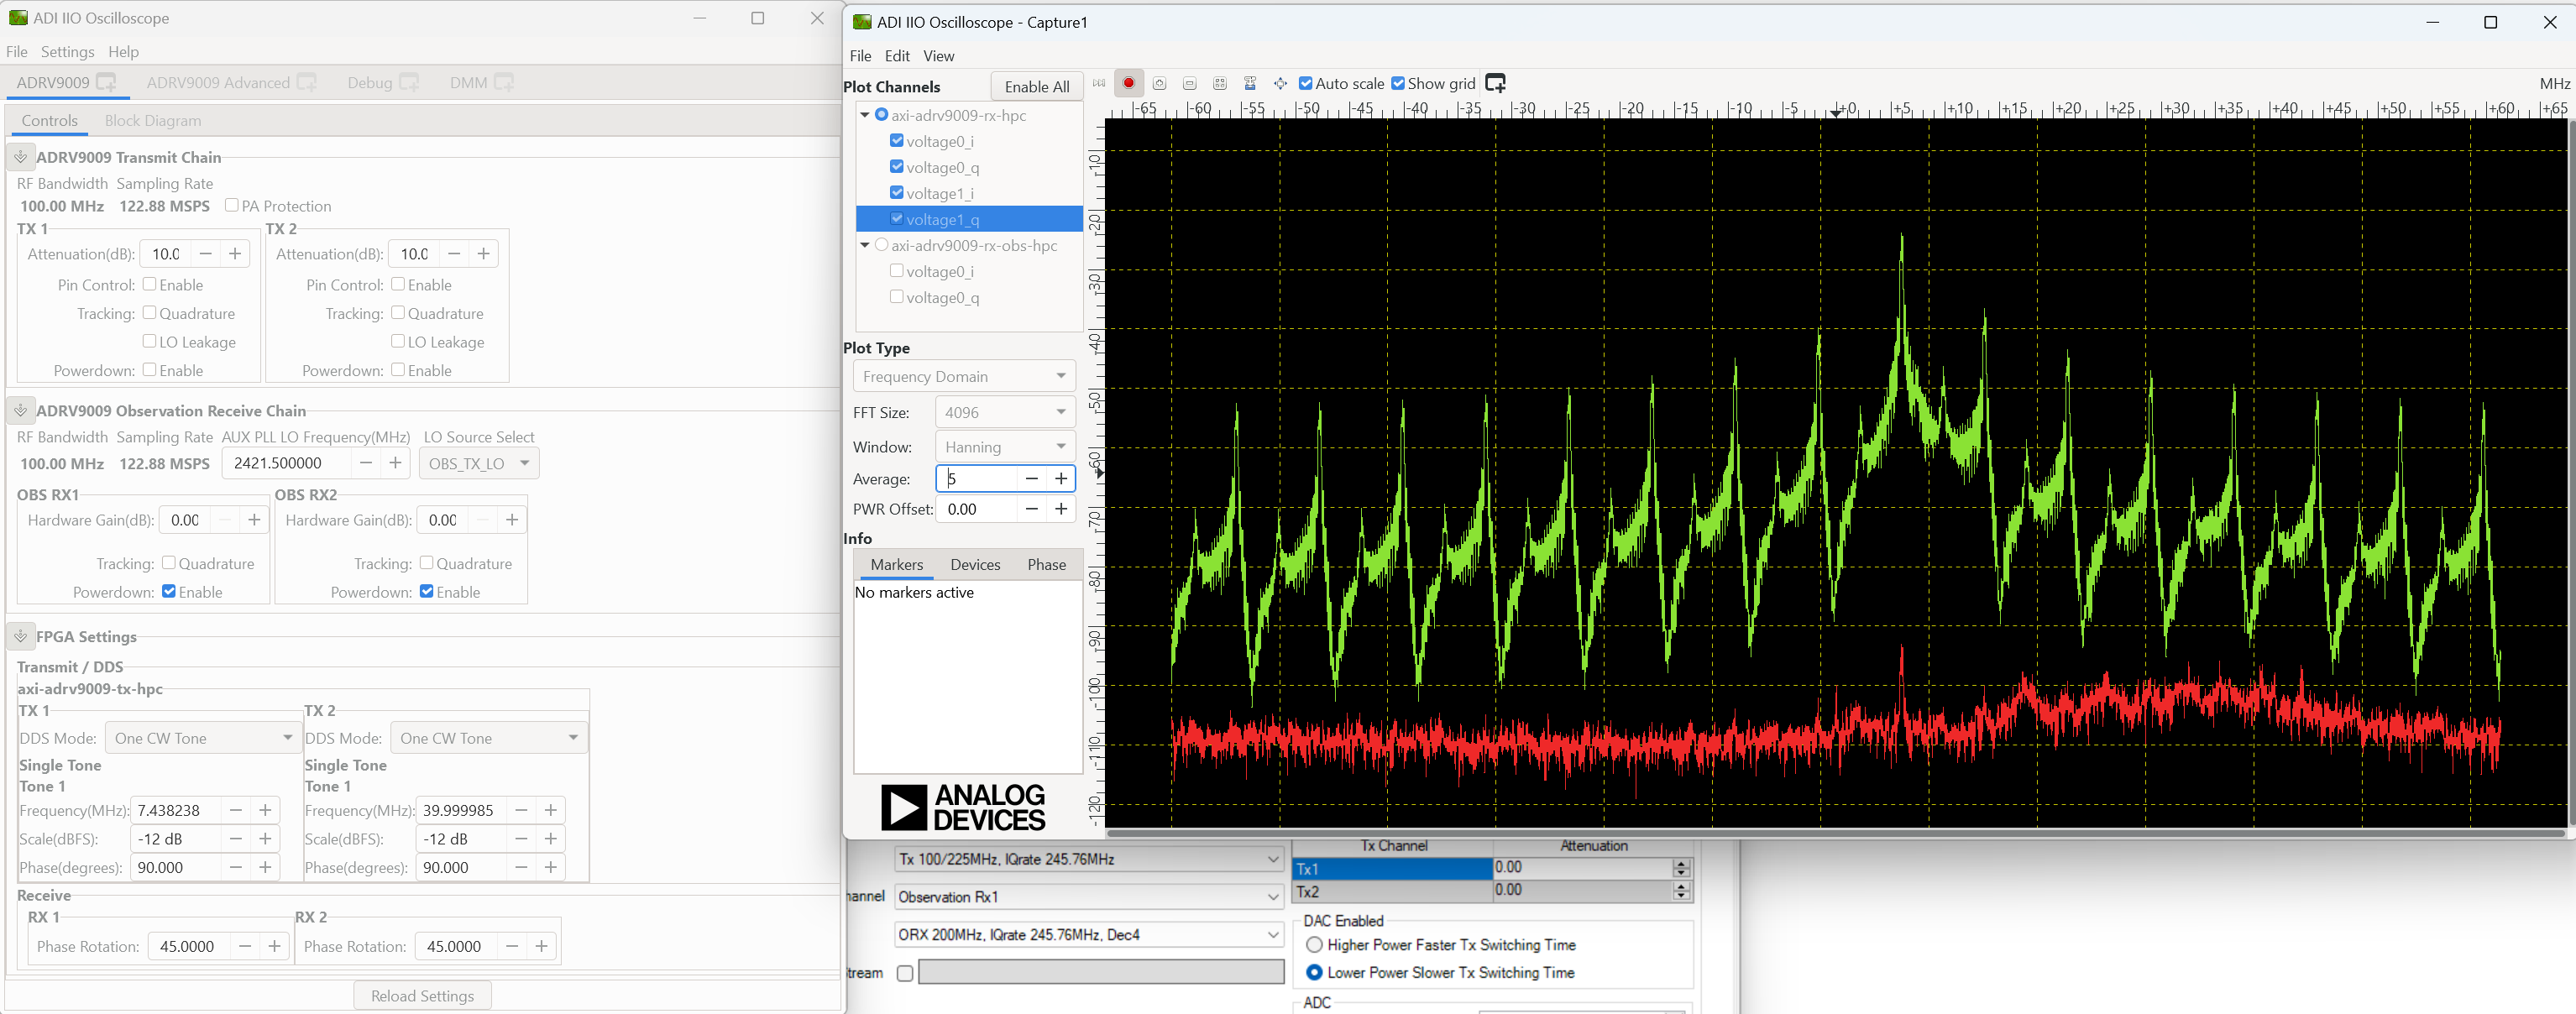 ADI IIO Oscilloscope
File Settings Help
ADRV9009 ADRV9009 Advanced Debug DMM
Controls Block Diagram
ADRV9009 Transmit Chain
RF Bandwidth Sampling Rate
100.00 MHz 122.88 MSPS PA Protection
TX 1 TX 2
Attenuation(dB): 10.0 Attenuation(dB): 10.0
Pin Control: Enable Pin Control: Enable
Tracking: Quadrature Tracking: Quadrature
LO Leakage LO Leakage
Powerdown: Enable Powerdown: Enable
ADRV9009 Observation Receive Chain
RF Bandwidth Sampling Rate AUX PLL LO Frequency(MHz) LO Source Select
100.00 MHz 122.88 MSPS 2421.500000 OBS_TX_LO
OBS RX1 OBS RX2
Hardware Gain(dB): 0.00 Hardware Gain(dB): 0.00
Tracking: Quadrature Tracking: Quadrature
Powerdown: Enable Powerdown: Enable
FPGA Settings
Transmit / DDS
axi-adrv9009-tx-hpc
TX 1 TX 2
DDS Mode: One CW Tone DDS Mode: One CW Tone
Single Tone Single Tone
Tone 1 Tone 1
Frequency(MHz): 7.438238 Frequency(MHz): 39.999985
Scale(dBFS): -12 dB Scale(dBFS): -12 dB
Phase(degrees): 90.000 Phase(degrees): 90.000
Receive
RX 1 RX 2
Phase Rotation: 45.0000 Phase Rotation: 45.0000
Reload Settings
ADI IIO Oscilloscope - Capture1
File Edit View
Plot Channels Enable All Auto scale Show grid MHz
axi-adrv9009-rx-hpc
voltage0_i
voltage0_q
voltage1_i
voltage1_q
axi-adrv9009-rx-obs-hpc
voltage0_i
voltage0_q
Plot Type
Frequency Domain
FFT Size: 4096
Window: Hanning
Average: 5
PWR Offset: 0.00
Info
Markers Devices Phase
No markers active
ANALOG
DEVICES
-65 -60 -55 -50 -45 -40 -35 -30 -25 -20 -15 -10 -5 +0 +5 +10 +15 +20 +25 +30 +35 +40 +45 +50 +55 +60 +65
-10
-20
-30
-40
-50
-60
-70
-80
-90
-100
-110
-120
Tx 100/225MHz, IQrate 245.76MHz
Observation Rx1
ORX 200MHz, IQrate 245.76MHz, Dec4
Tx Channel Attenuation
Tx1 0.00
Tx2 0.00
DAC Enabled
Higher Power Faster Tx Switching Time
Lower Power Slower Tx Switching Time
ADC